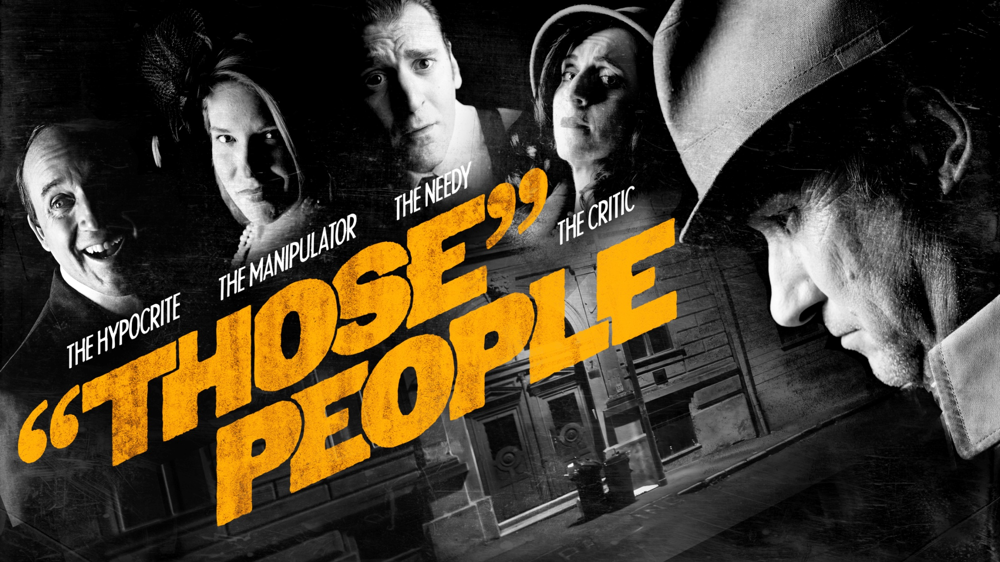 THE HYPOCRITE
THE MANIPULATOR
THE NEEDY
THE CRITIC
“THOSE”
PEOPLE